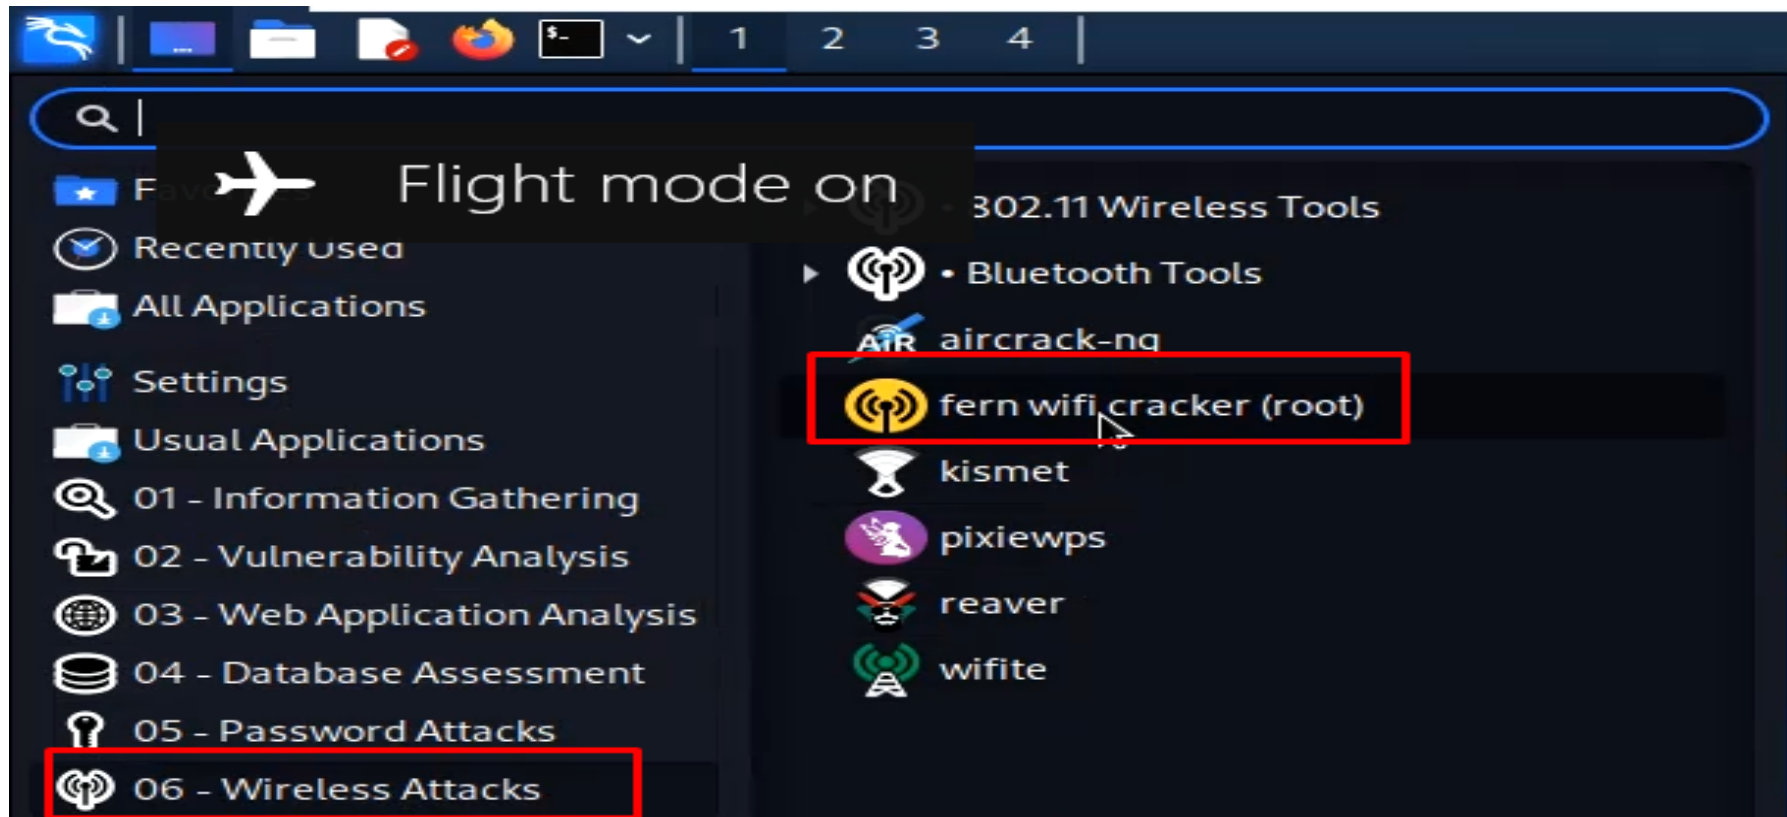 $-
1 2 3 4
Flight mode on
Recently Used
All Applications
Settings
Usual Applications
01 - Information Gathering
02 - Vulnerability Analysis
03 - Web Application Analysis
04 - Database Assessment
05 - Password Attacks
06 - Wireless Attacks
802.11 Wireless Tools
• Bluetooth Tools
AIR aircrack-ng
fern wifi cracker (root)
kismet
pixiewps
reaver
wifite